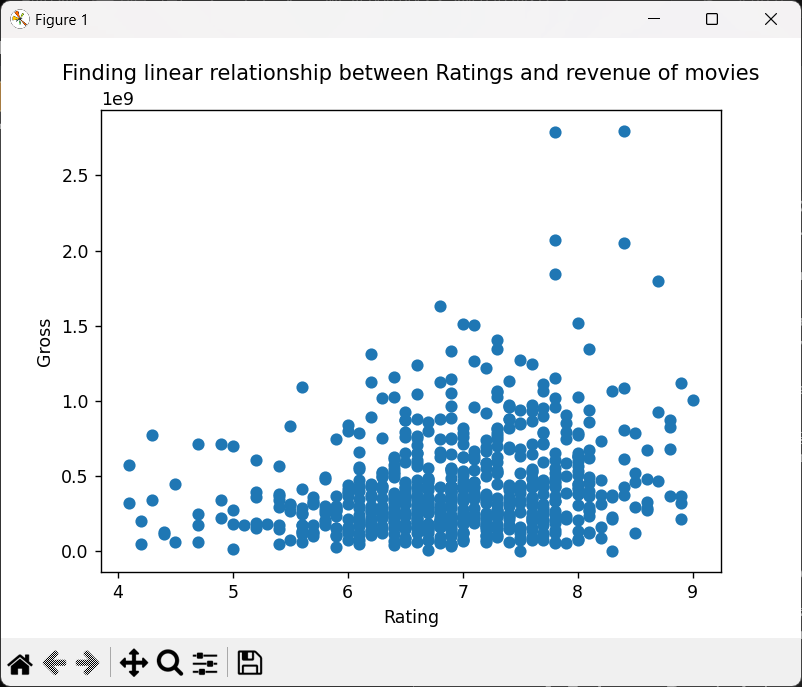 Figure 1
Finding linear relationship between Ratings and revenue of movies
1e9
2.5
2.0
1.5
1.0
0.5
0.0
Gross
4 5 6 7 8 9
Rating